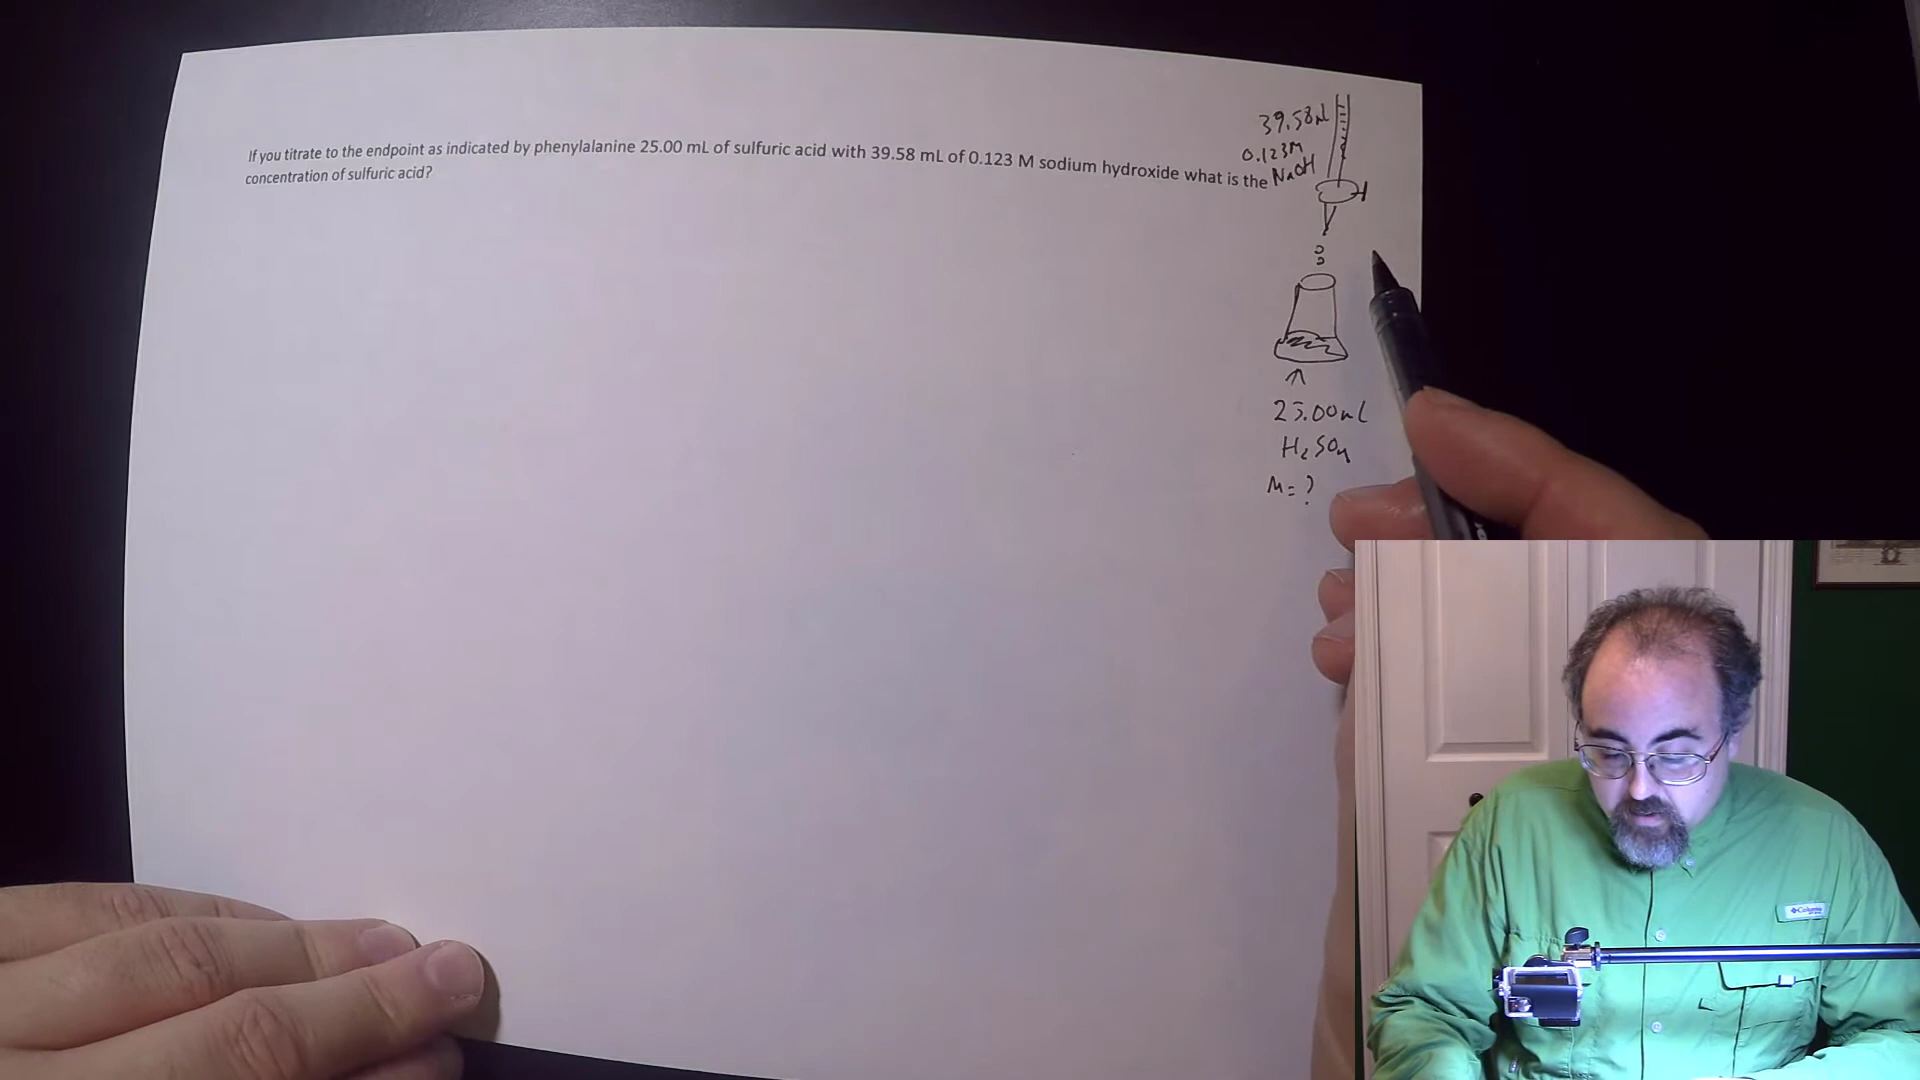 If you titrate to the endpoint as indicated by phenylalanine 25.00 mL of sulfuric acid with 39.58 mL of 0.123 M sodium hydroxide what is the
concentration of sulfuric acid?
39.58ml
0.123M
NaOH
25.00mL
H₂SO₄
M=?
Columbia